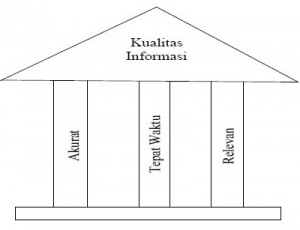 Kualitas
Informasi
Akurat
Tepat Waktu
Relevan